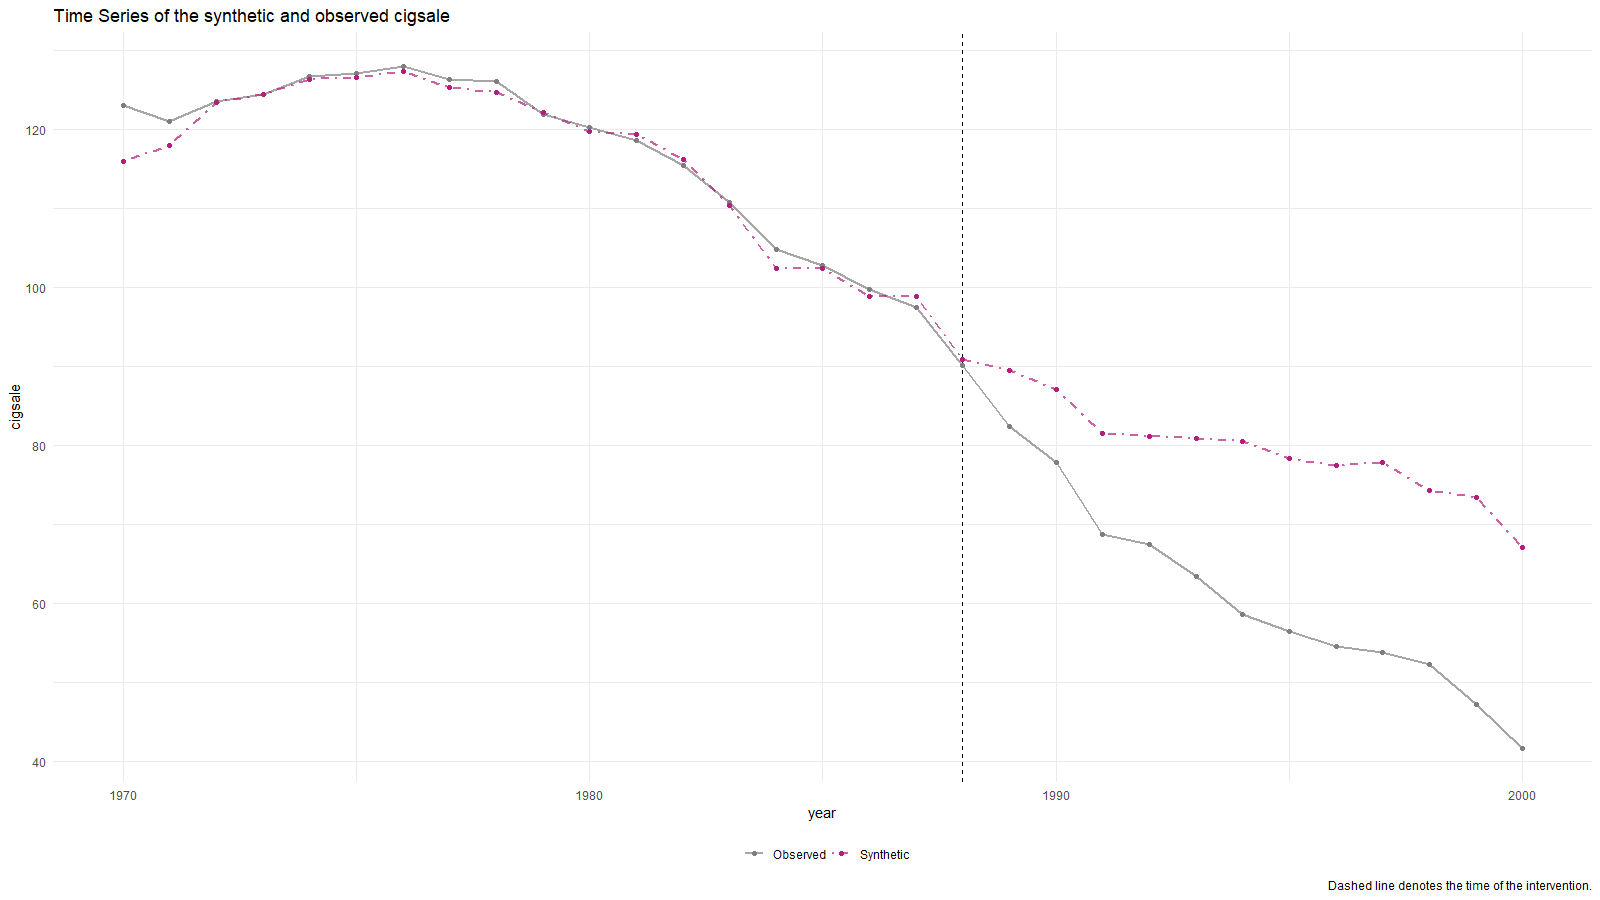 Time Series of the synthetic and observed cigsale
120
100
80
60
40
cigsale
1970 1980 1990 2000
year
Observed Synthetic
Dashed line denotes the time of the intervention.